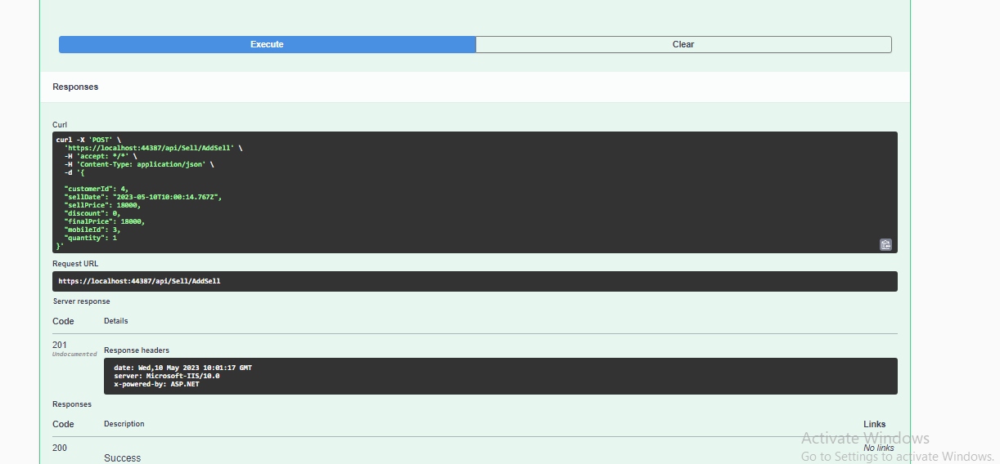 Execute
Clear
Responses
Curl
curl -X 'POST' \
'https://localhost:44387/api/Sell/AddSell' \
-H 'accept: */*' \
-H 'Content-Type: application/json' \
-d '{
"customerId": 4,
"sellDate": "2023-05-10T10:00:14.767Z",
"sellPrice": 18000,
"discount": 0,
"finalPrice": 18000,
"mobileId": 3,
"quantity": 1
}'
Request URL
https://localhost:44387/api/Sell/AddSell
Server response
Code Details
201
Undocumented
Response headers
date: Wed,10 May 2023 10:01:17 GMT
server: Microsoft-IIS/10.0
x-powered-by: ASP.NET
Responses
Code Description Links
200 No links
Success
Activate Windows
Go to Settings to activate Windows.